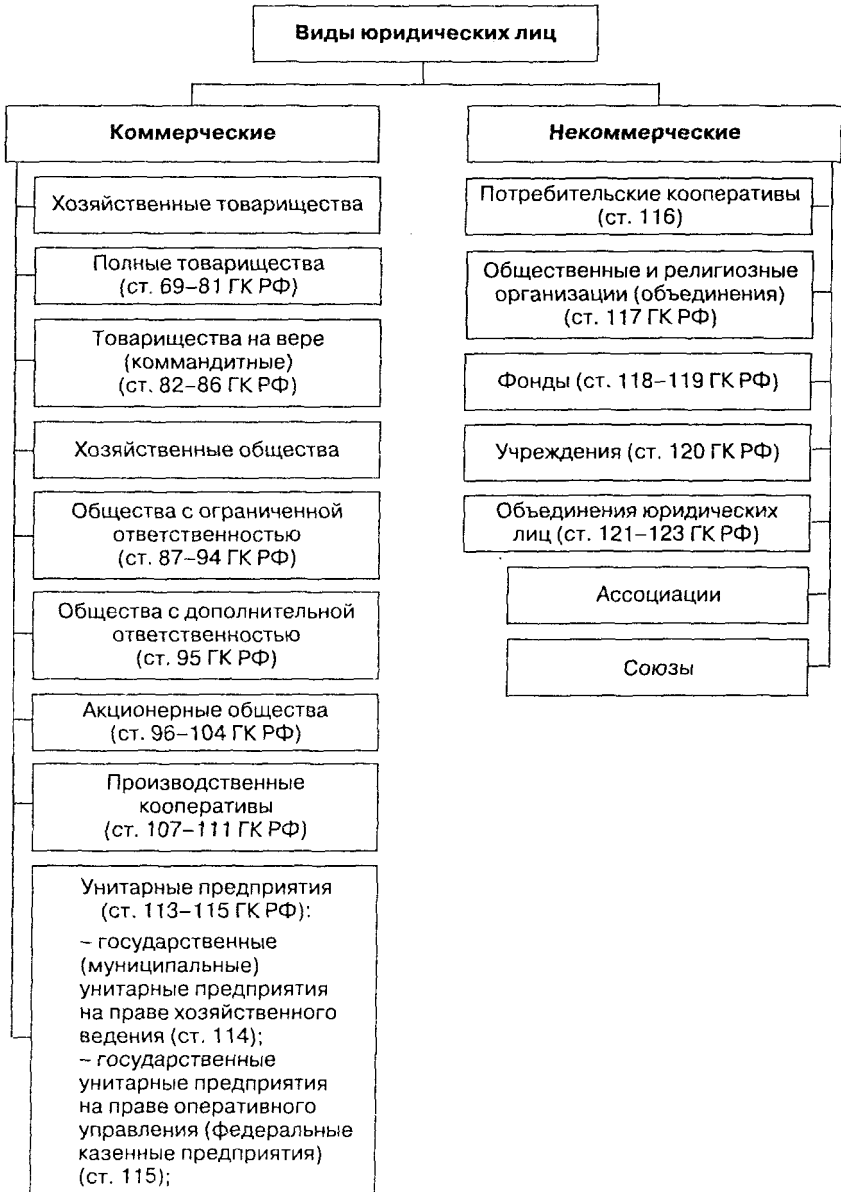 Виды юридических лиц
Коммерческие
Хозяйственные товарищества
Полные товарищества
(ст. 69–81 ГК РФ)
Товарищества на вере
(коммандитные)
(ст. 82–86 ГК РФ)
Хозяйственные общества
Общества с ограниченной
ответственностью
(ст. 87–94 ГК РФ)
Общества с дополнительной
ответственностью
(ст. 95 ГК РФ)
Акционерные общества
(ст. 96–104 ГК РФ)
Производственные
кооперативы
(ст. 107–111 ГК РФ)
Унитарные предприятия
(ст. 113–115 ГК РФ):
– государственные
(муниципальные)
унитарные предприятия
на праве хозяйственного
ведения (ст. 114);
– государственные
унитарные предприятия
на праве оперативного
управления (федеральные
казенные предприятия)
(ст. 115);
Некоммерческие
Потребительские кооперативы
(ст. 116)
Общественные и религиозные
организации (объединения)
(ст. 117 ГК РФ)
Фонды (ст. 118–119 ГК РФ)
Учреждения (ст. 120 ГК РФ)
Объединения юридических
лиц (ст. 121–123 ГК РФ)
Ассоциации
Союзы